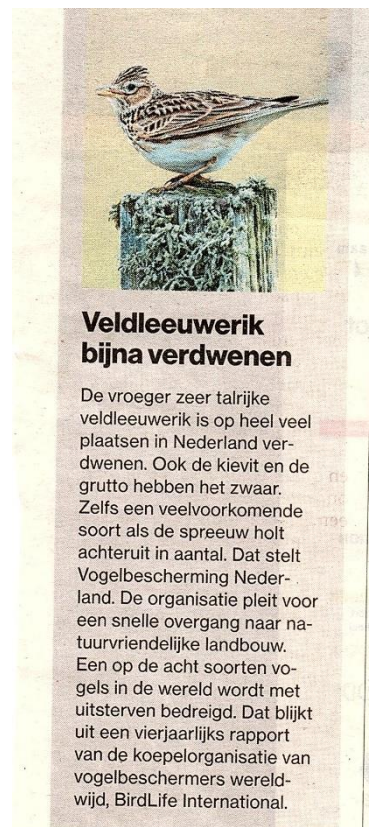 Veldleeuwerik
bijna verdwenen
De vroeger zeer talrijke
veldleeuwerik is op heel veel
plaatsen in Nederland ver-
dwenen. Ook de kievit en de
grutto hebben het zwaar.
Zelfs een veelvoorkomende
soort als de spreeuw holt
achteruit in aantal. Dat stelt
Vogelbescherming Neder-
land. De organisatie pleit voor
een snelle overgang naar na-
tuurvriendelijke landbouw.
Een op de acht soorten vo-
gels in de wereld wordt met
uitsterven bedreigd. Dat blijkt
uit een vierjaarlijks rapport
van de koepelorganisatie van
vogelbeschermers wereld-
wijd, BirdLife International.